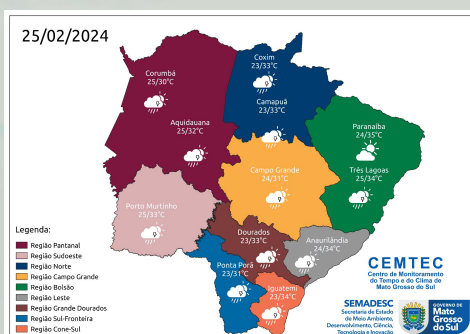 25/02/2024
Corumbá
25/30°C
Aquidauana
25/32°C
Coxim
23/33°C
Camapuã
23/33°C
Paranaíba
24/35°C
Três Lagoas
25/34°C
Campo Grande
24/31°C
Porto Murtinho
25/33°C
Dourados
23/33°C
Anaurilândia
24/34°C
Ponta Porã
23/31°C
Iguatemi
23/34°C
Legenda:
Região Pantanal
Região Sudoeste
Região Norte
Região Campo Grande
Região Bolsão
Região Leste
Região Grande Dourados
Região Sul-Fronteira
Região Cone-Sul
CEMTEC
Centro de Monitoramento
do Tempo e do Clima de
Mato Grosso do Sul
SEMADESC
Secretaria de Estado
de Meio Ambiente,
Desenvolvimento, Ciência,
Tecnologia e Inovação
GOVERNO DE
Mato
Grosso
do Sul